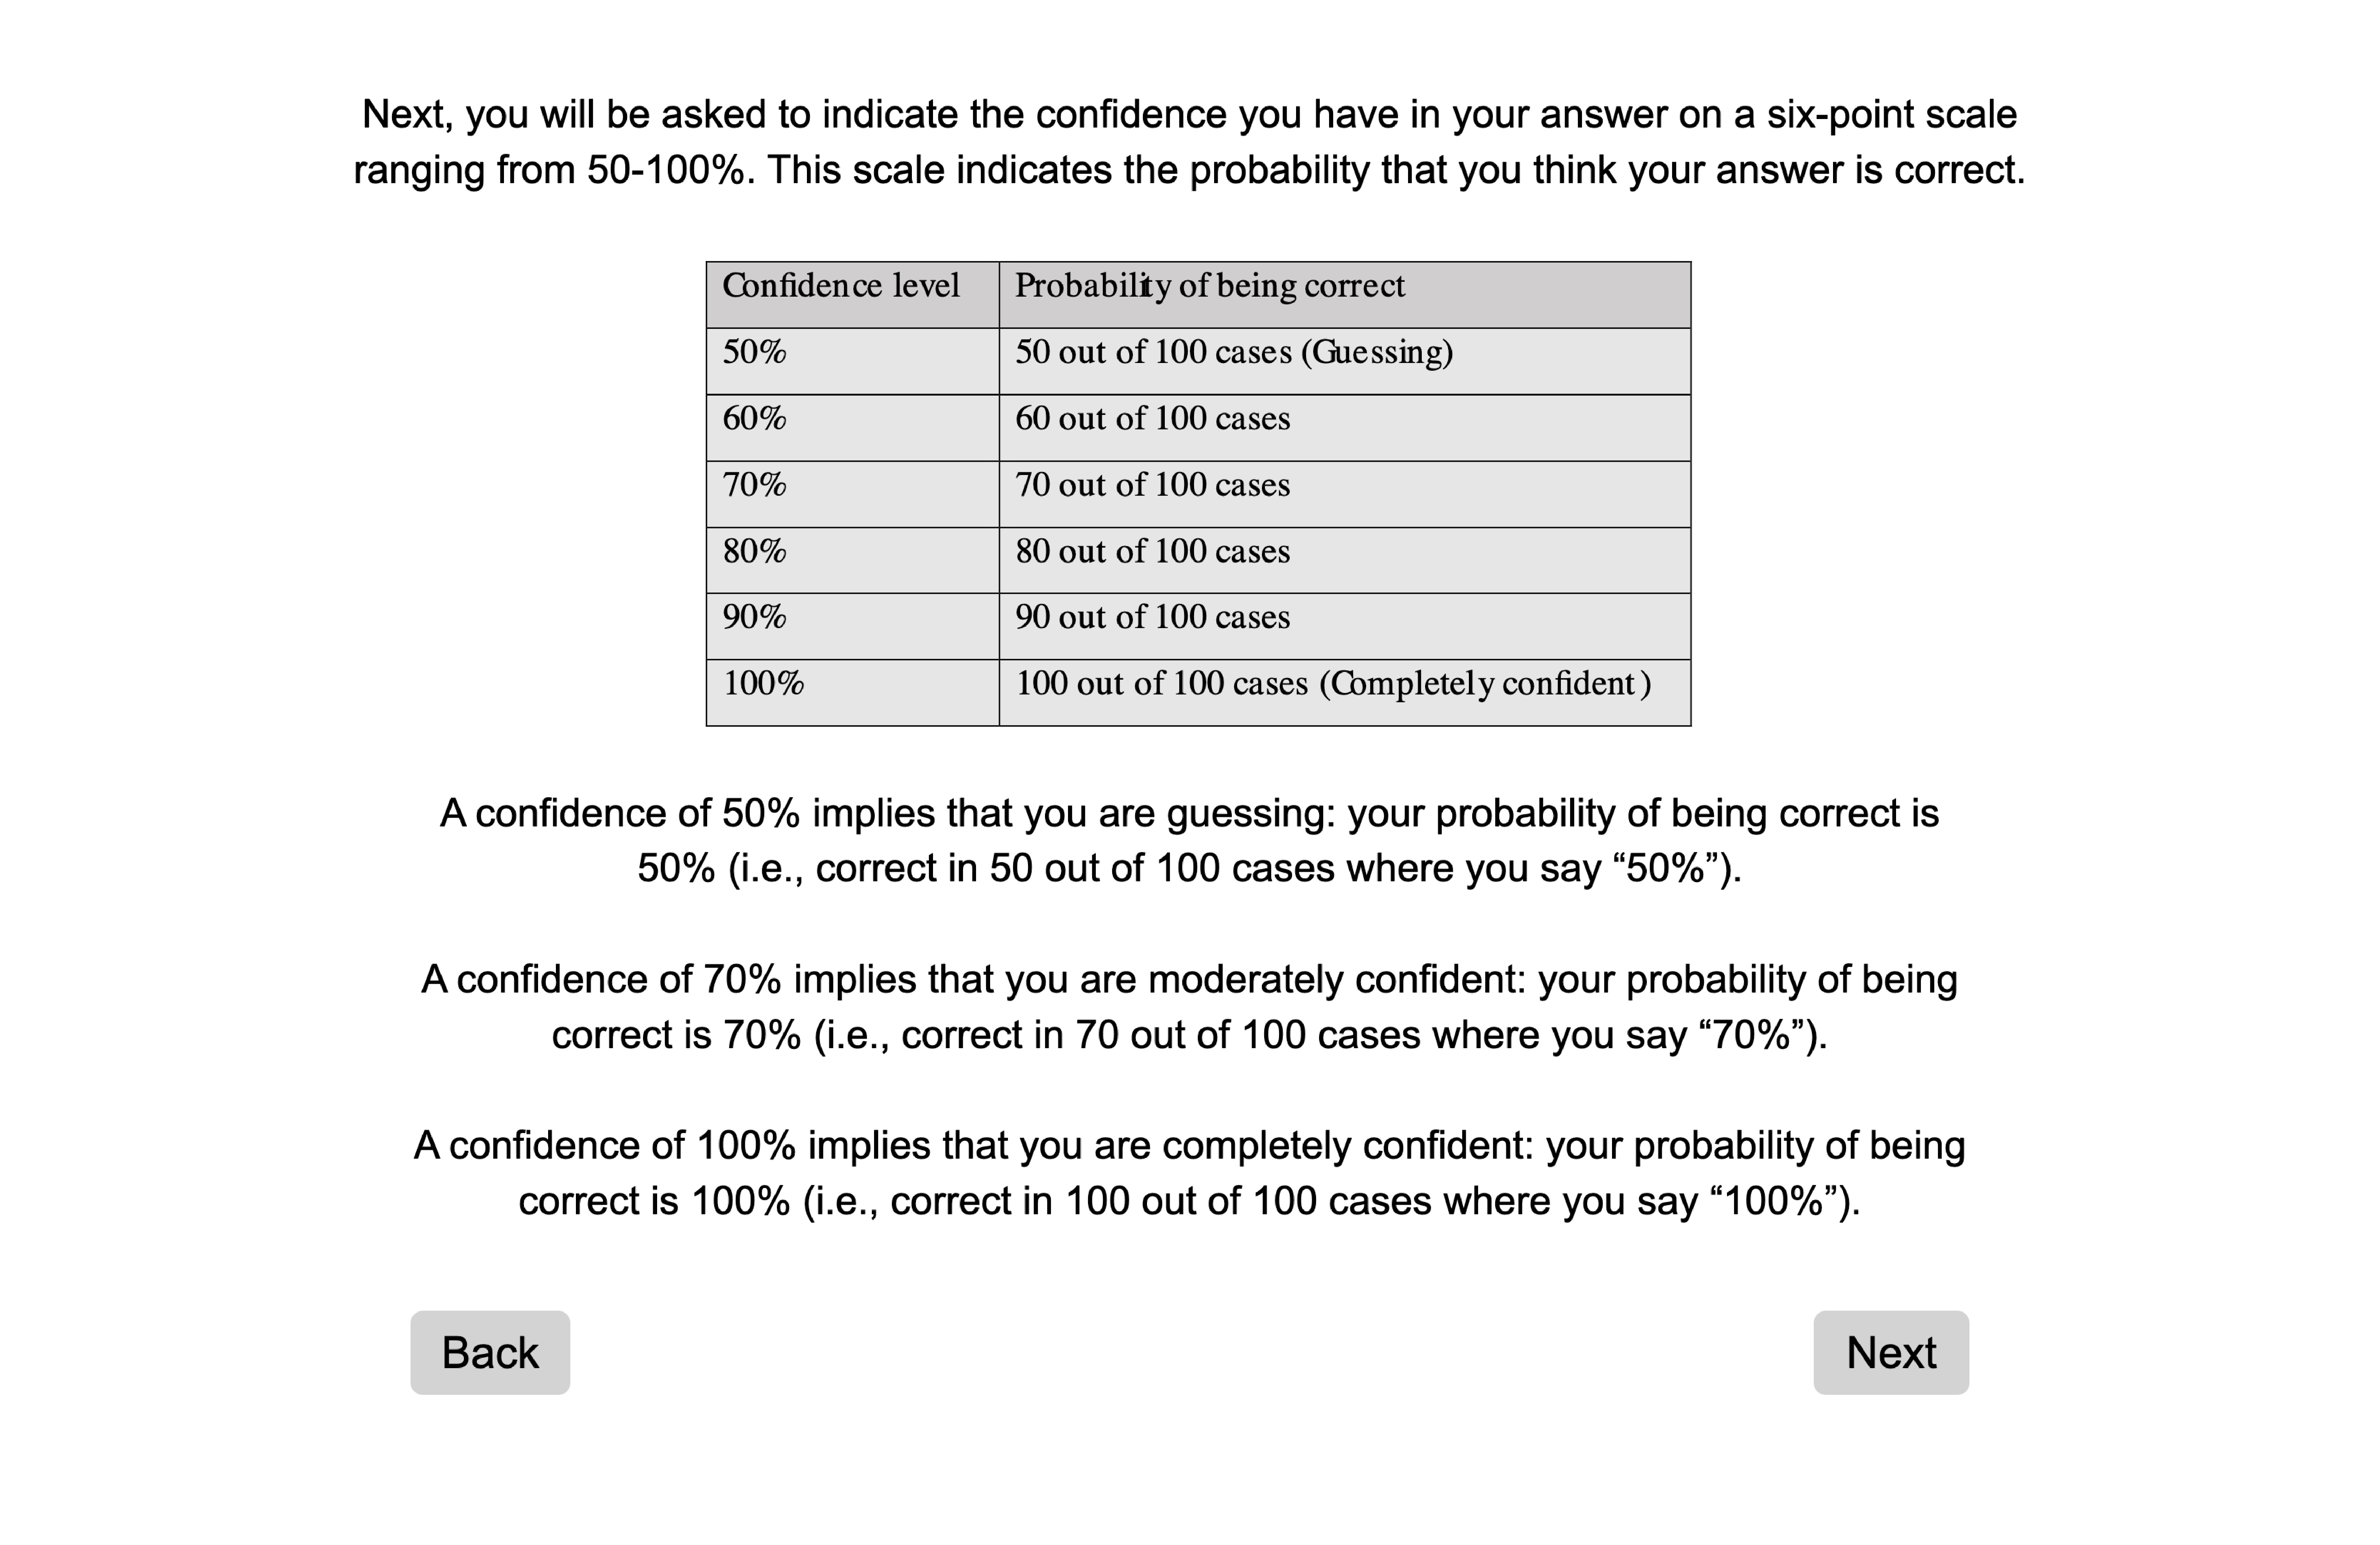 Next, you will be asked to indicate the confidence you have in your answer on a six-point scale
ranging from 50-100%. This scale indicates the probability that you think your answer is correct.
Confidence level Probability of being correct
50% 50 out of 100 cases (Guessing)
60% 60 out of 100 cases
70% 70 out of 100 cases
80% 80 out of 100 cases
90% 90 out of 100 cases
100% 100 out of 100 cases (Completely confident)
A confidence of 50% implies that you are guessing: your probability of being correct is
50% (i.e., correct in 50 out of 100 cases where you say “50%”).
A confidence of 70% implies that you are moderately confident: your probability of being
correct is 70% (i.e., correct in 70 out of 100 cases where you say “70%”).
A confidence of 100% implies that you are completely confident: your probability of being
correct is 100% (i.e., correct in 100 out of 100 cases where you say “100%”).
Back Next